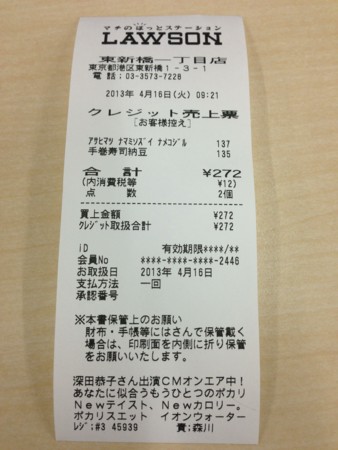 マチのほっとステーション
LAWSON
東新橋一丁目店
東京都港区東新橋1-3-1
電話:03-3573-7228
2013年 4月16日(火) 09:21
クレジット売上票
[お客様控え]
アサヒマツ ナマミソズイ ナメコジル 137
手巻寿司納豆 135
合 計 ¥272
(内消費税等 ¥12)
点 数 2個
買上金額 ¥272
クレジット取扱合計 ¥272
iD 有効期限****/**
会員No ****-****-****-2446
お取扱日 2013年 4月16日
支払方法 一回
承認番号
※本書保管上のお願い
財布・手帳等にはさんで保管戴く
場合は、印刷面を内側に折り保管
をお願いいたします。
深田恭子さん出演CMオンエア中!
あなたに似合うもうひとつのポカリ
Newテイスト、Newカロリー。
ポカリスエット イオンウォーター
レジ:#3 45939 責:森川